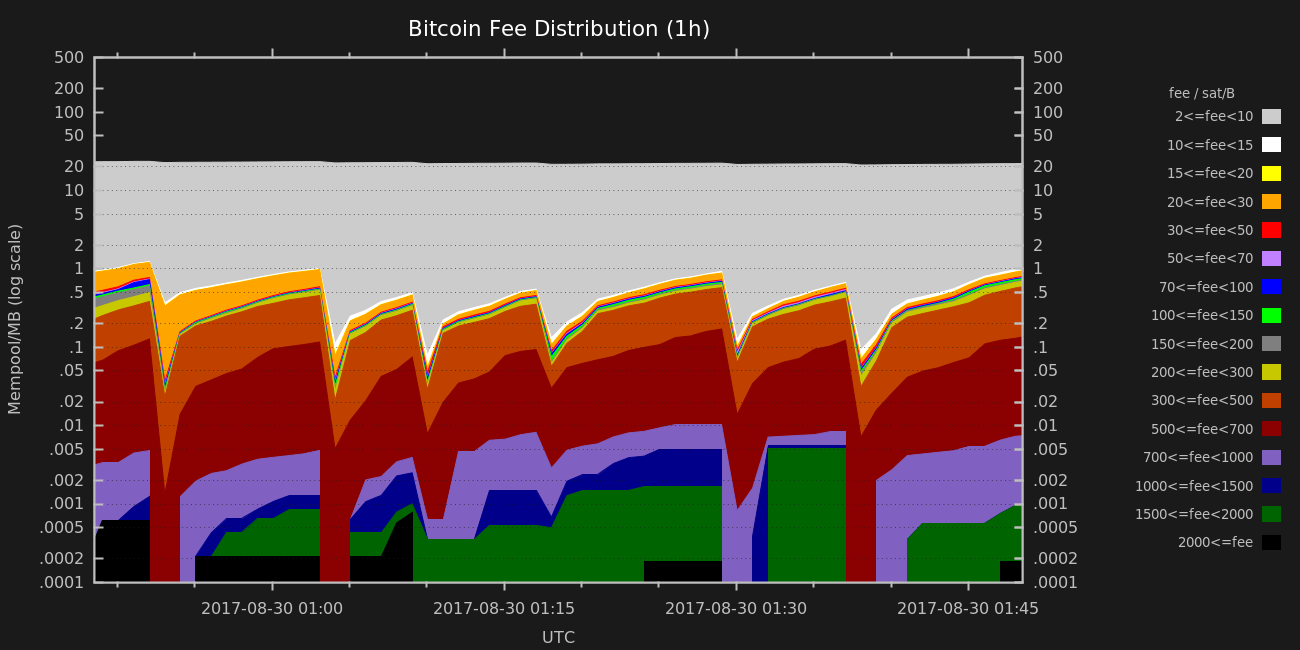 Bitcoin Fee Distribution (1h)
500 500
200 200
100 100
50 50
20 20
10 10
5 5
2 2
1 1
.5 .5
.2 .2
.1 .1
.05 .05
.02 .02
.01 .01
.005 .005
.002 .002
.001 .001
.0005 .0005
.0002 .0002
.0001 .0001
Mempool/MB (log scale)
2017-08-30 01:00 2017-08-30 01:15 2017-08-30 01:30 2017-08-30 01:45
UTC
fee / sat/B
2<=fee<10
10<=fee<15
15<=fee<20
20<=fee<30
30<=fee<50
50<=fee<70
70<=fee<100
100<=fee<150
150<=fee<200
200<=fee<300
300<=fee<500
500<=fee<700
700<=fee<1000
1000<=fee<1500
1500<=fee<2000
2000<=fee